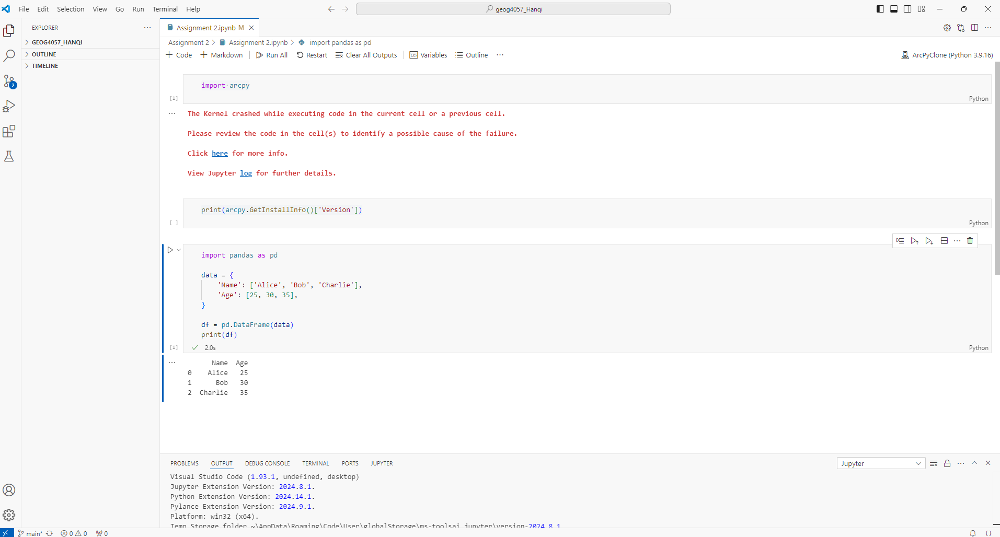 File Edit Selection View Go Run Terminal Help
geog4057_Hanqi
EXPLORER
GEOG4057_HANQI
OUTLINE
TIMELINE
2
Assignment 2.ipynb M
Assignment 2 > Assignment 2.ipynb > import pandas as pd
Code Markdown Run All Restart Clear All Outputs Variables Outline
ArcPyClone (Python 3.9.16)
import arcpy
[1]
Python
The Kernel crashed while executing code in the current cell or a previous cell.
Please review the code in the cell(s) to identify a possible cause of the failure.
Click here for more info.
View Jupyter log for further details.
print(arcpy.GetInstallInfo()['Version'])
[ ]
Python
import pandas as pd
data = {
'Name': ['Alice', 'Bob', 'Charlie'],
'Age': [25, 30, 35],
}
df = pd.DataFrame(data)
print(df)
[1]
2.0s
Python
Name Age
0 Alice 25
1 Bob 30
2 Charlie 35
PROBLEMS OUTPUT DEBUG CONSOLE TERMINAL PORTS JUPYTER
Jupyter
Visual Studio Code (1.93.1, undefined, desktop)
Jupyter Extension Version: 2024.8.1.
Python Extension Version: 2024.14.1.
Pylance Extension Version: 2024.9.1.
Platform: win32 (x64).
Temp Storage folder ~\AppData\Roaming\Code\User\globalStorage\ms-toolsai.jupyter\version-2024.8.1
main* 0 0 0